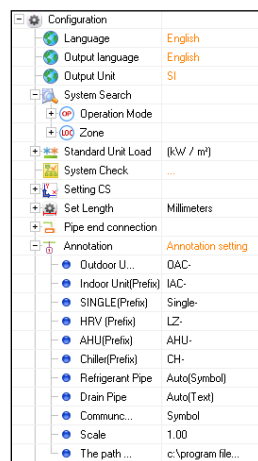 Configuration
Language English
Output language English
Output Unit SI
System Search
OP Operation Mode
LOC Zone
Standard Unit Load (kW / m²)
System Check ...
Setting CS
Set Length Millimeters
Pipe end connection
Annotation Annotation setting
Outdoor U... OAC-
Indoor Unit(Prefix) IAC-
SINGLE(Prefix) Single-
HRV (Prefix) LZ-
AHU(Prefix) AHU-
Chiller(Prefix) CH-
Refrigerant Pipe Auto(Symbol)
Drain Pipe Auto(Text)
Communc... Symbol
Scale 1.00
The path ... c:\program file...